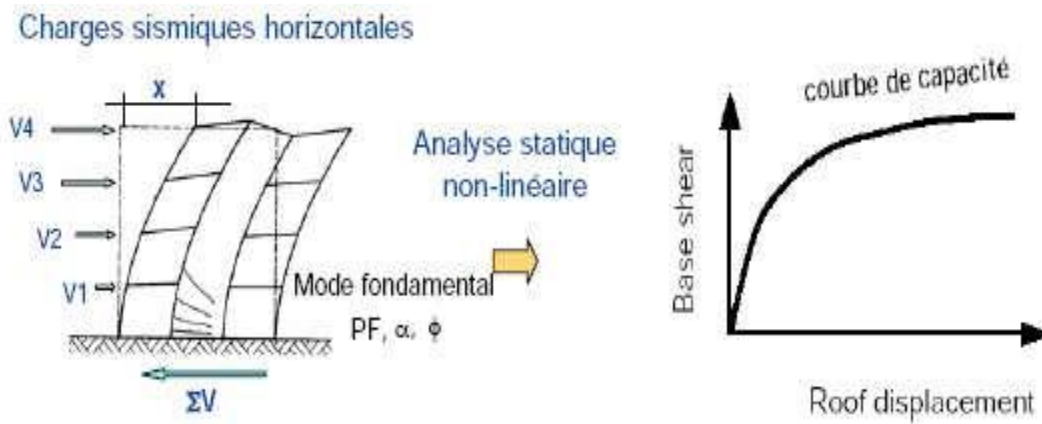 Charges sismiques horizontales
X
V4
V3
V2
V1
Mode fondamental
PF, α, ϕ
ΣV
Analyse statique
non-linéaire
courbe de capacité
Base shear
Roof displacement